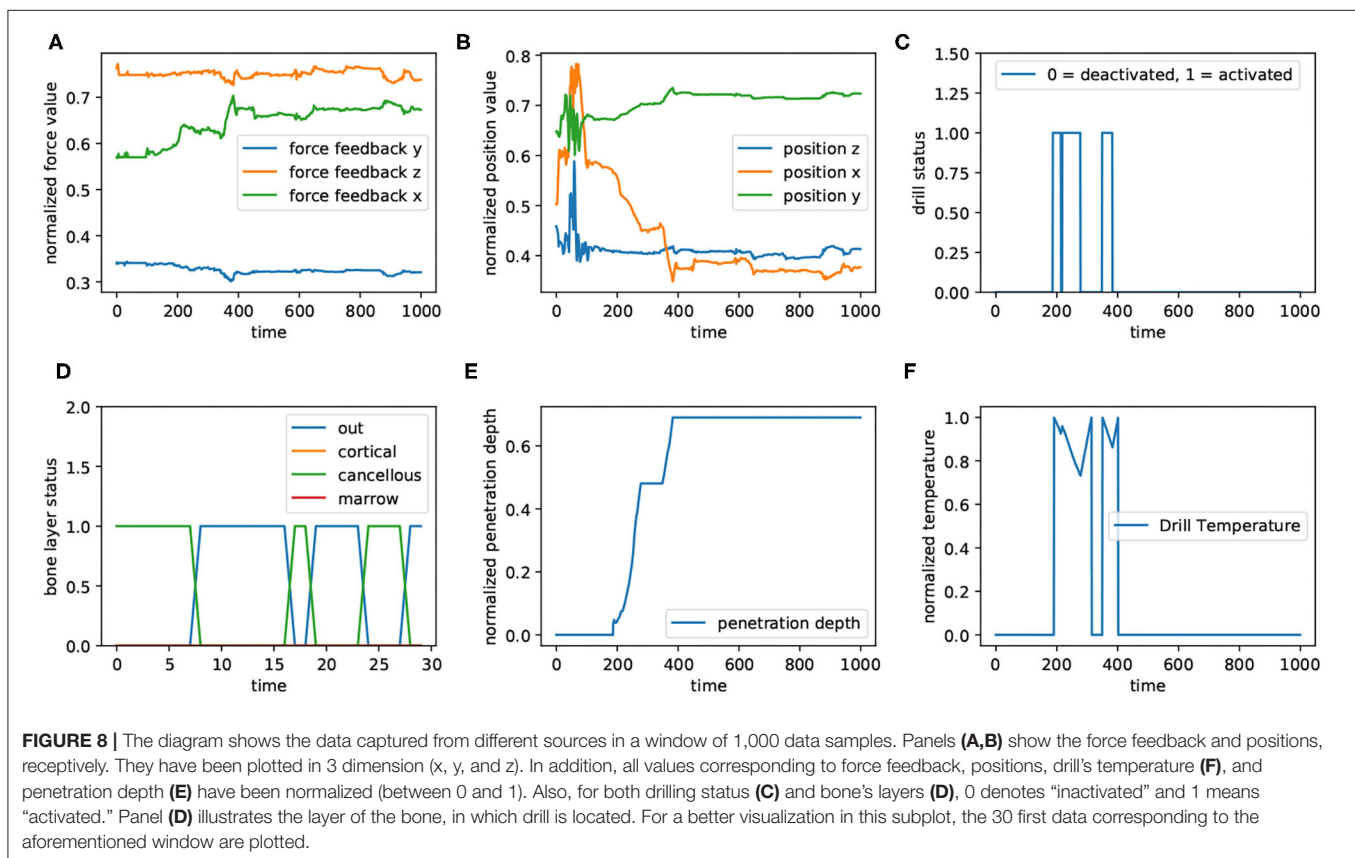 A
normalized force value
0.7
0.6
0.5
0.4
0.3
force feedback y
force feedback z
force feedback x
0 200 400 600 800 1000
time
B
normalized position value
0.8
0.7
0.6
0.5
0.4
position z
position x
position y
0 200 400 600 800 1000
time
C
drill status
1.50
1.25
1.00
0.75
0.50
0.25
0.00
0 = deactivated, 1 = activated
0 200 400 600 800 1000
time
D
bone layer status
2.0
1.5
1.0
0.5
0.0
out
cortical
cancellous
marrow
0 5 10 15 20 25 30
time
E
normalized penetration depth
0.6
0.4
0.2
0.0
penetration depth
0 200 400 600 800 1000
time
F
normalized temperature
1.0
0.8
0.6
0.4
0.2
0.0
Drill Temperature
0 200 400 600 800 1000
time
FIGURE 8 | The diagram shows the data captured from different sources in a window of 1,000 data samples. Panels (A,B) show the force feedback and positions,
receptively. They have been plotted in 3 dimension (x, y, and z). In addition, all values corresponding to force feedback, positions, drill's temperature (F), and
penetration depth (E) have been normalized (between 0 and 1). Also, for both drilling status (C) and bone's layers (D), 0 denotes “inactivated” and 1 means
“activated.” Panel (D) illustrates the layer of the bone, in which drill is located. For a better visualization in this subplot, the 30 first data corresponding to the
aforementioned window are plotted.